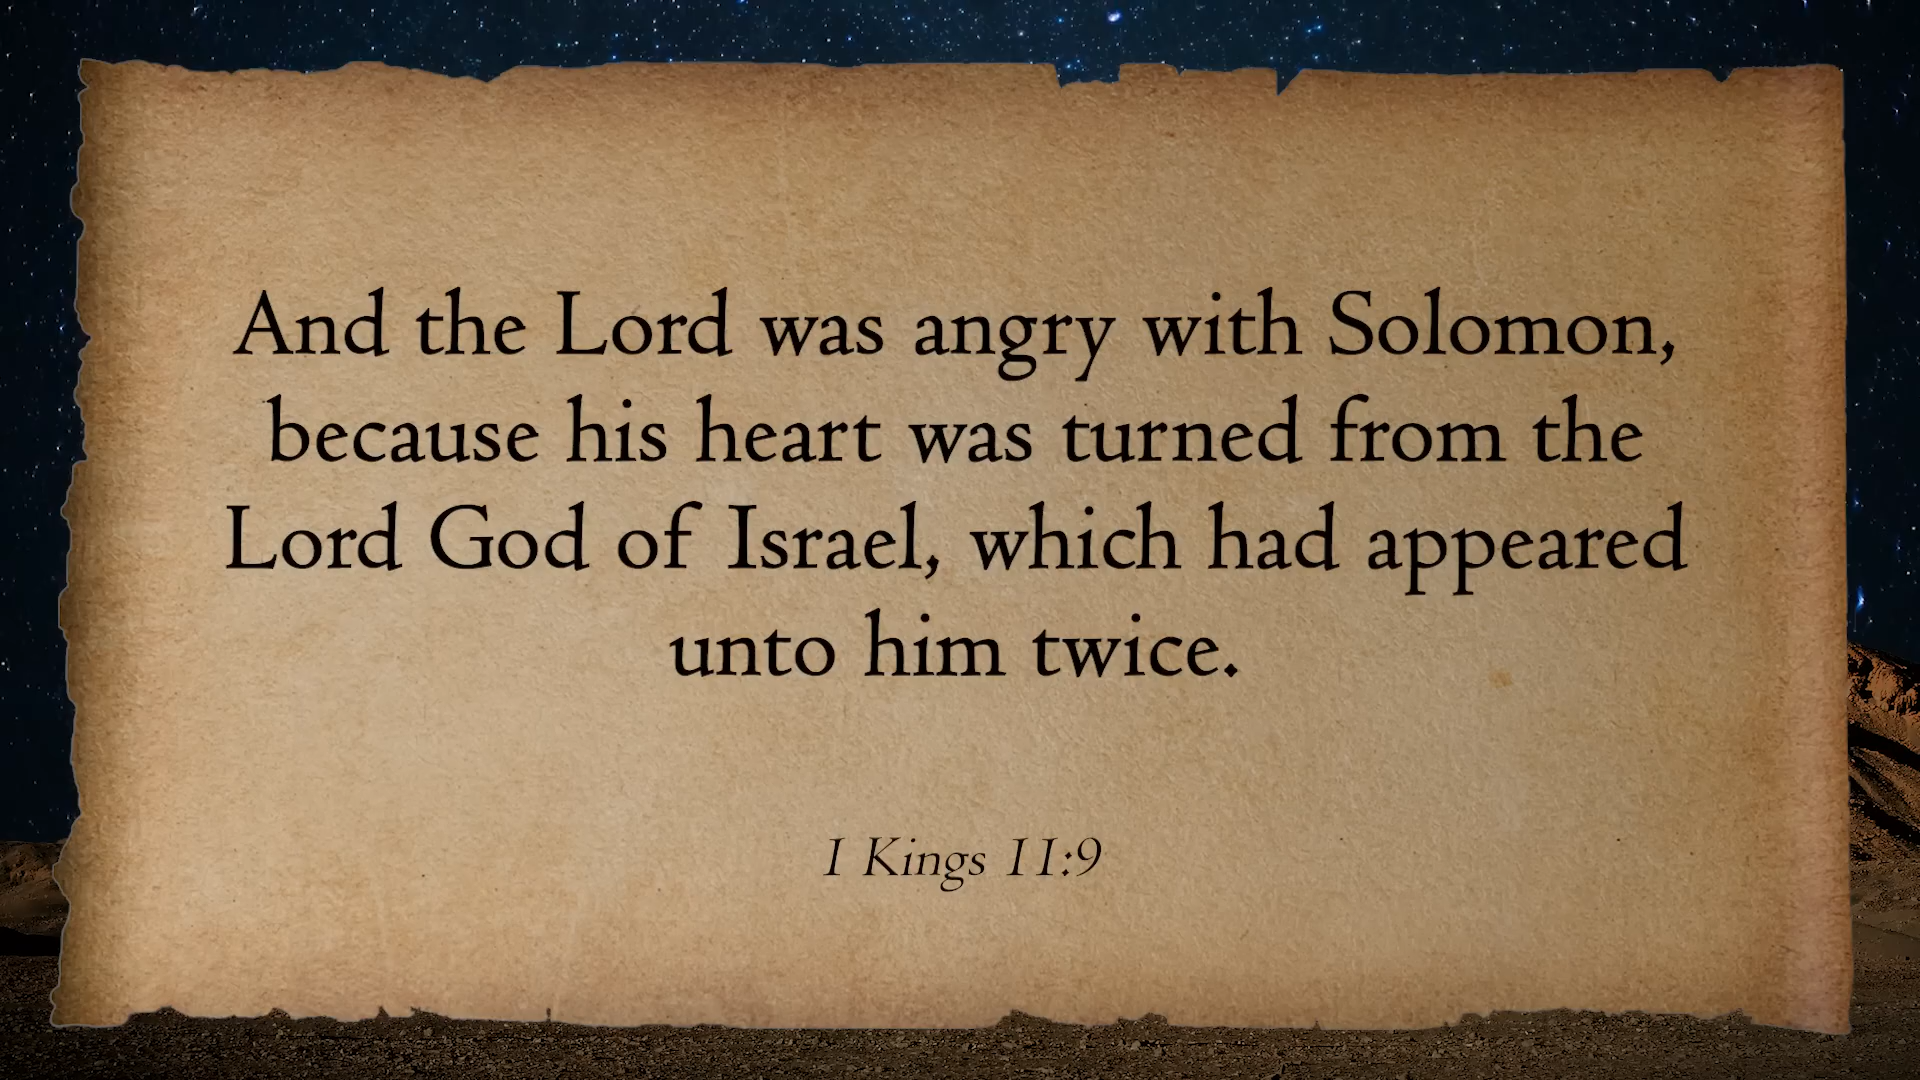 And the Lord was angry with Solomon,
because his heart was turned from the
Lord God of Israel, which had appeared
unto him twice.
1 Kings 11:9